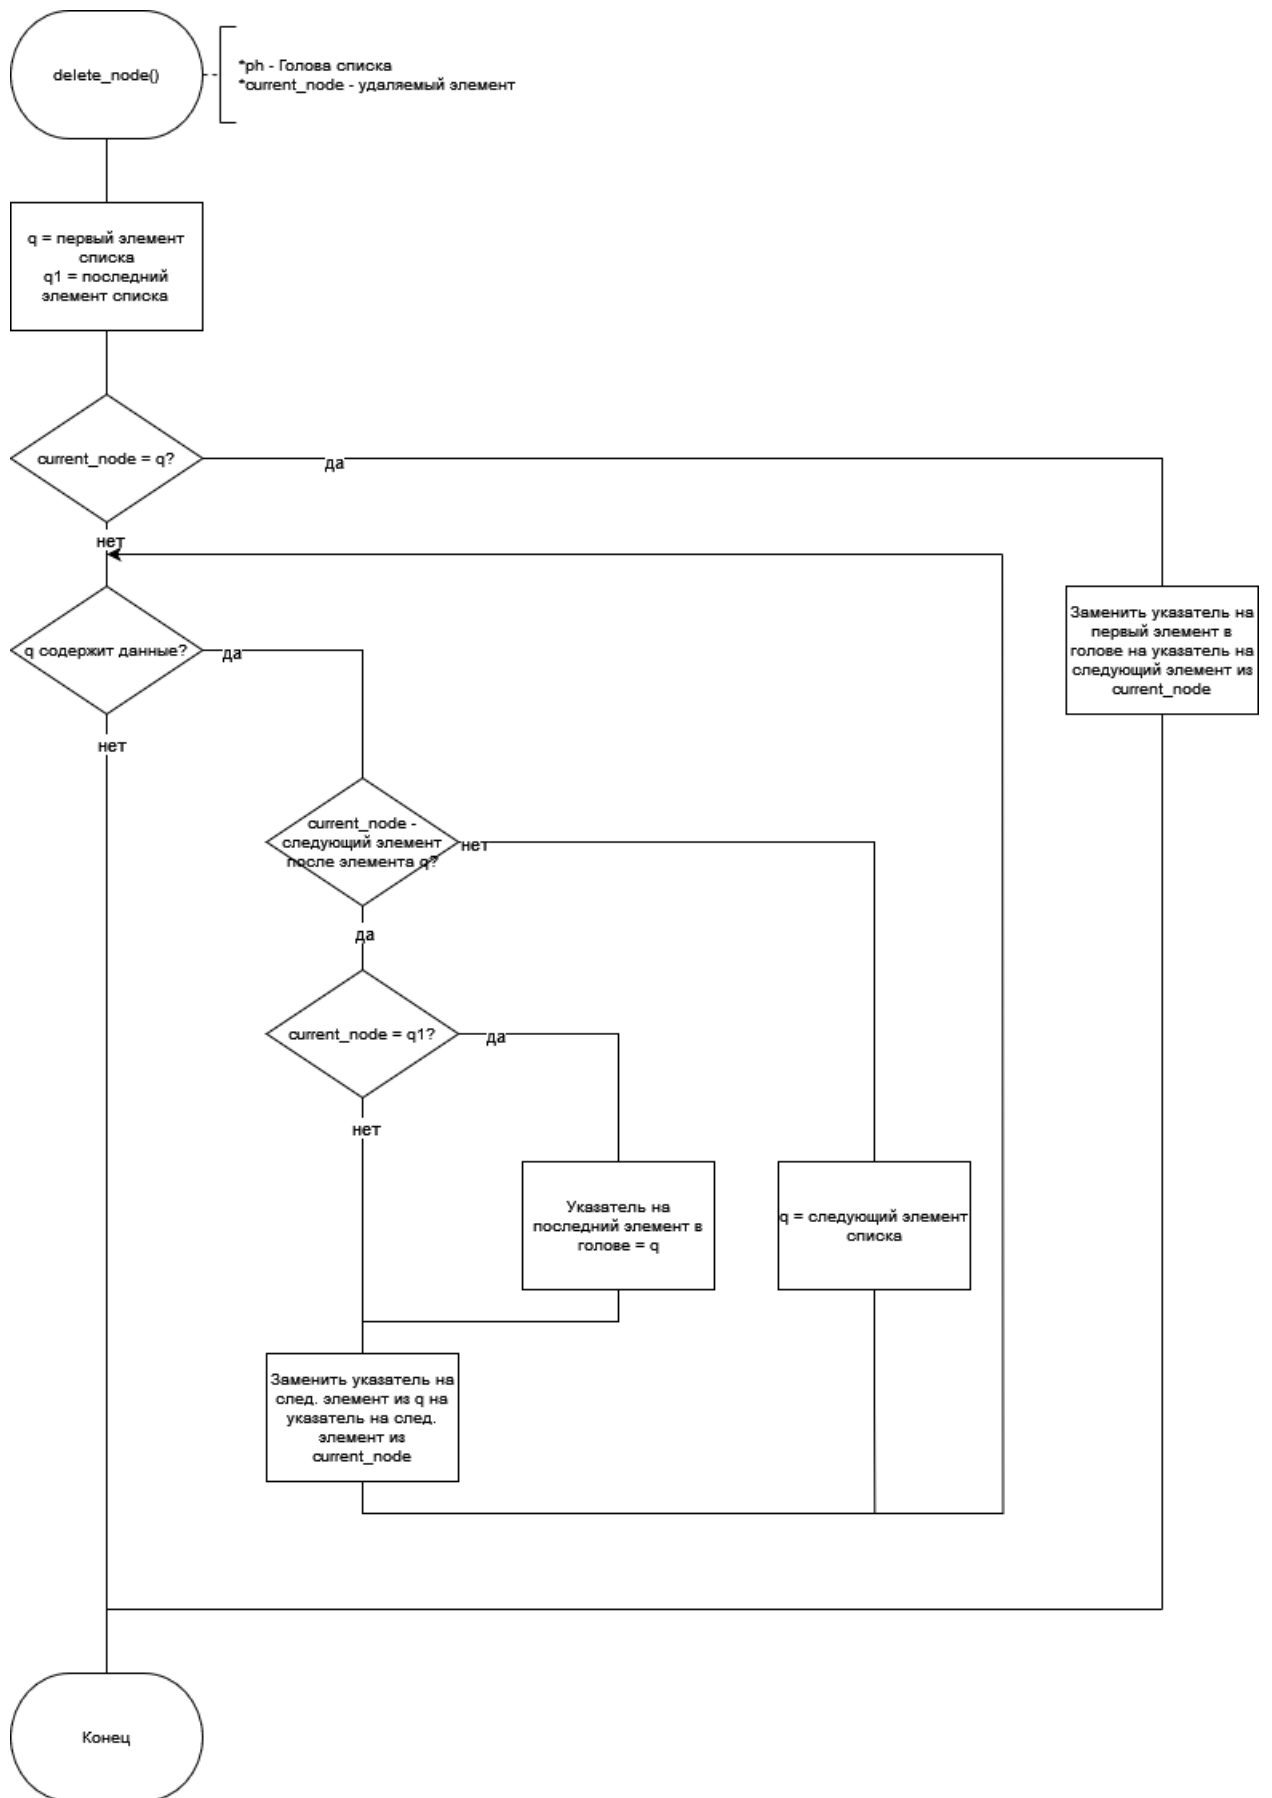 delete_node()
*ph - Голова списка
*current_node - удаляемый элемент
q = первый элемент
списка
q1 = последний
элемент списка
current_node = q?
да
нет
q содержит данные?
да
нет
Заменить указатель на
первый элемент в
голове на указатель на
следующий элемент из
current_node
current_node -
следующий элемент
после элемента q?
нет
да
current_node = q1?
да
нет
Указатель на
последний элемент в
голове = q
q = следующий элемент
списка
Заменить указатель на
след. элемент из q на
указатель на след.
элемент из
current_node
Конец